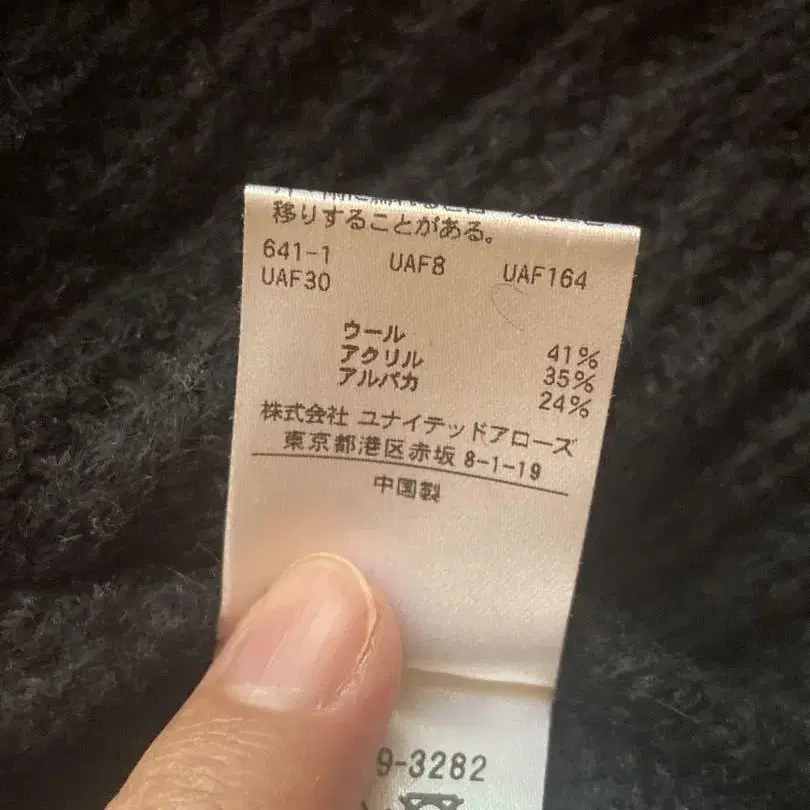 移りすることがある。
641-1 UAF8 UAF164
UAF30
ウール 41%
アクリル 35%
アルパカ 24%
株式会社 ユナイテッドアローズ
東京都港区赤坂 8-1-19
中国製
9-3282